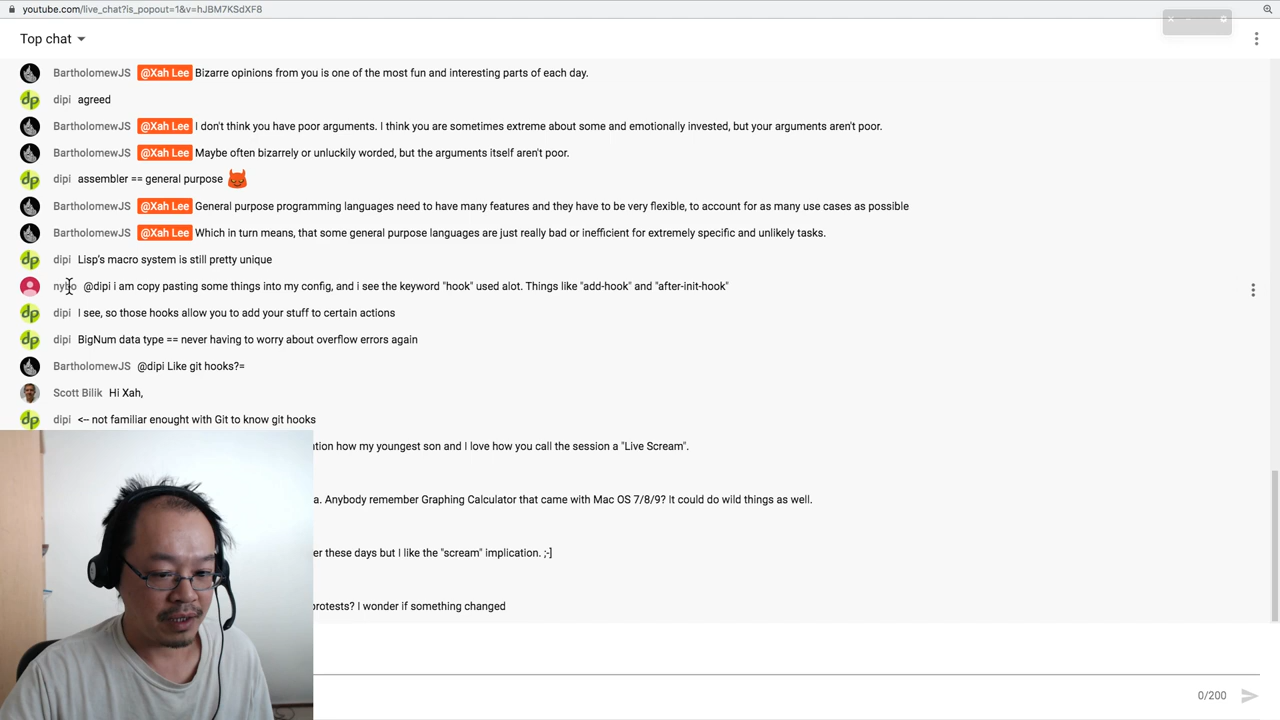 youtube.com/live_chat?is_popout=1&v=hJBM7KSdXF8
Top chat
BartholomewJS @Xah Lee Bizarre opinions from you is one of the most fun and interesting parts of each day.
dipi agreed
BartholomewJS @Xah Lee I don't think you have poor arguments. I think you are sometimes extreme about some and emotionally invested, but your arguments aren't poor.
BartholomewJS @Xah Lee Maybe often bizarrely or unluckily worded, but the arguments itself aren't poor.
dipi assembler == general purpose
BartholomewJS @Xah Lee General purpose programming languages need to have many features and they have to be very flexible, to account for as many use cases as possible
BartholomewJS @Xah Lee Which in turn means, that some general purpose languages are just really bad or inefficient for extremely specific and unlikely tasks.
dipi Lisp's macro system is still pretty unique
@dipi i am copy pasting some things into my config, and i see the keyword "hook" used alot. Things like "add-hook" and "after-init-hook"
dipi I see, so those hooks allow you to add your stuff to certain actions
dipi BigNum data type == never having to worry about overflow errors again
BartholomewJS @dipi Like git hooks?=
Scott Bilik Hi Xah,
dipi <-- not familiar enought with Git to know git hooks
tion how my youngest son and I love how you call the session a "Live Scream".
a. Anybody remember Graphing Calculator that came with Mac OS 7/8/9? It could do wild things as well.
er these days but I like the "scream" implication. ;-]
protests? I wonder if something changed
0/200